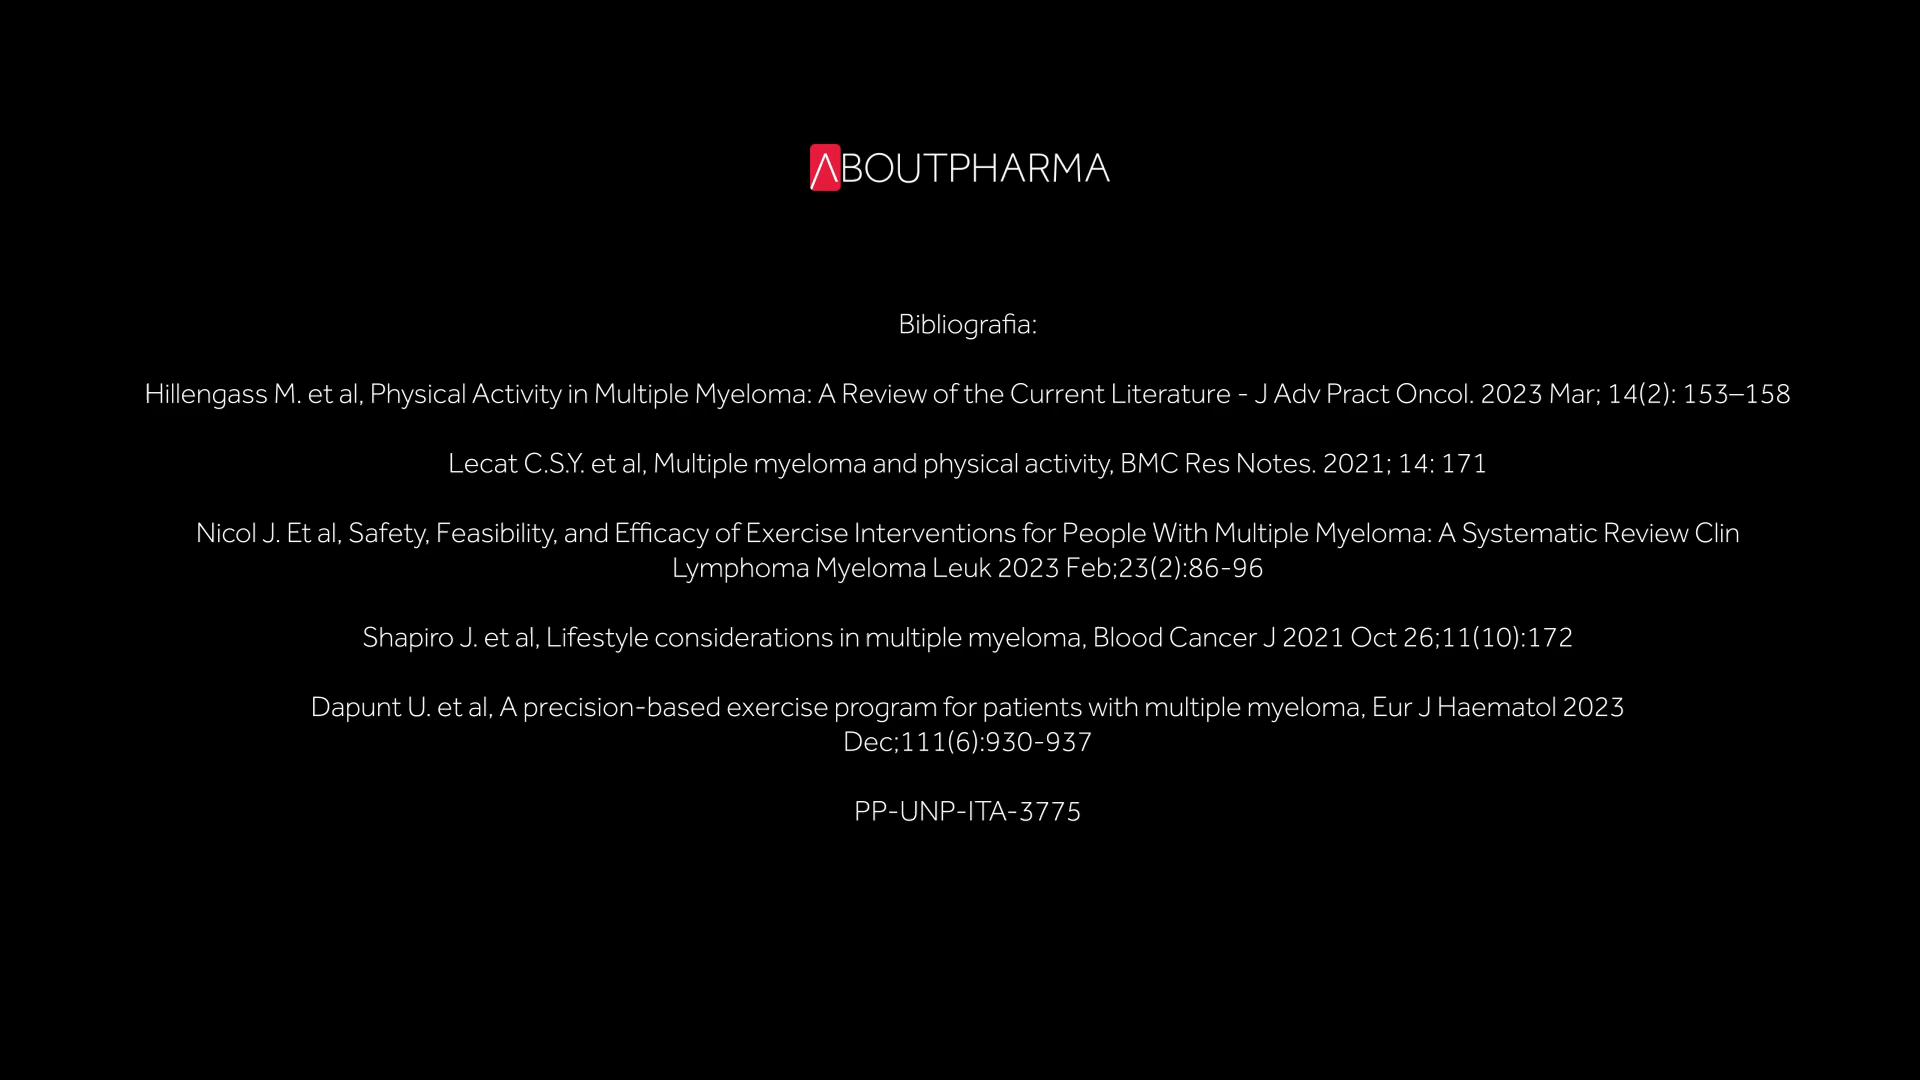 ABOUTPHARMA
Bibliografia:
Hillengass M. et al, Physical Activity in Multiple Myeloma: A Review of the Current Literature - J Adv Pract Oncol. 2023 Mar; 14(2): 153–158
Lecat C.S.Y. et al, Multiple myeloma and physical activity, BMC Res Notes. 2021; 14: 171
Nicol J. Et al, Safety, Feasibility, and Efficacy of Exercise Interventions for People With Multiple Myeloma: A Systematic Review Clin
Lymphoma Myeloma Leuk 2023 Feb;23(2):86-96
Shapiro J. et al, Lifestyle considerations in multiple myeloma, Blood Cancer J 2021 Oct 26;11(10):172
Dapunt U. et al, A precision-based exercise program for patients with multiple myeloma, Eur J Haematol 2023
Dec;111(6):930-937
PP-UNP-ITA-3775